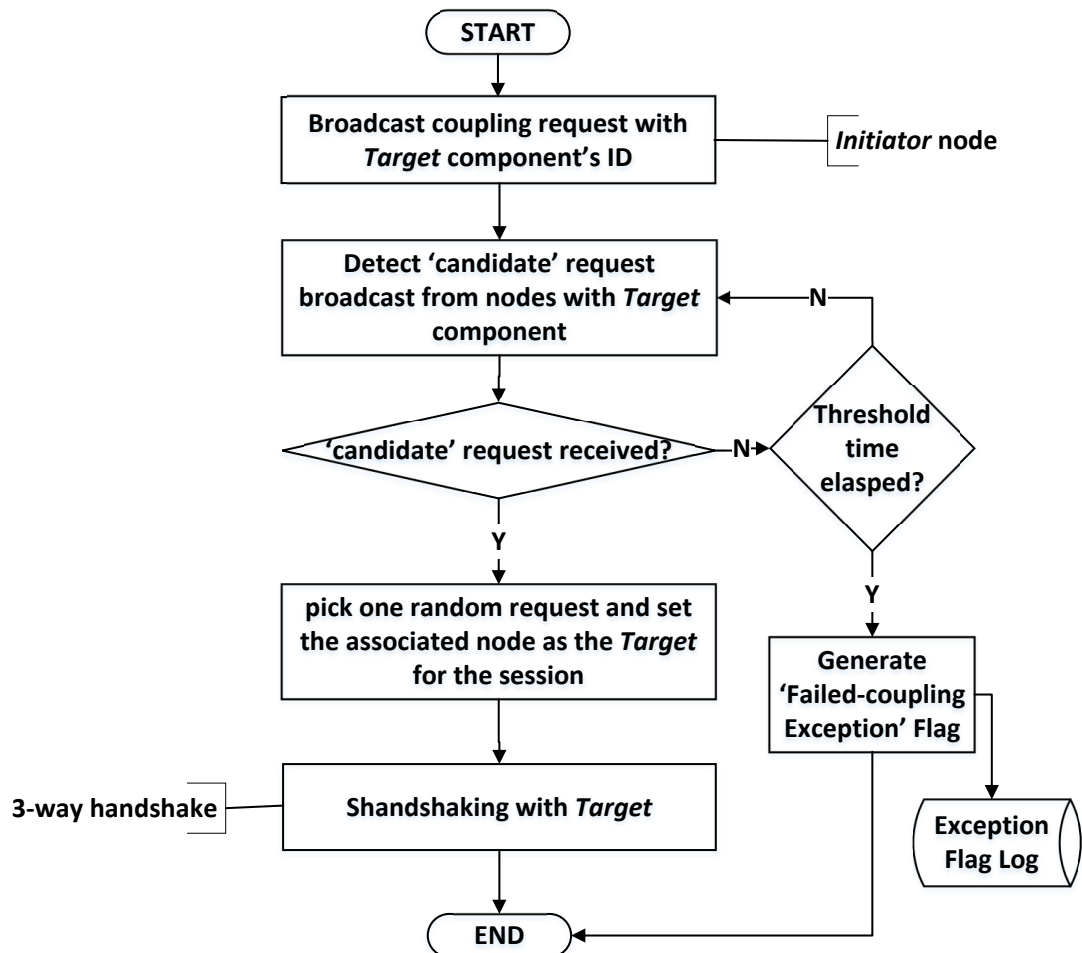 START
Broadcast coupling request with
Target component’s ID
Initiator node
Detect ‘candidate’ request
broadcast from nodes with Target
component
N
‘candidate’ request received?
N
Threshold
time
elasped?
Y
Y
pick one random request and set
the associated node as the Target
for the session
Generate
‘Failed-coupling
Exception’ Flag
3-way handshake
Shandshaking with Target
Exception
Flag Log
END